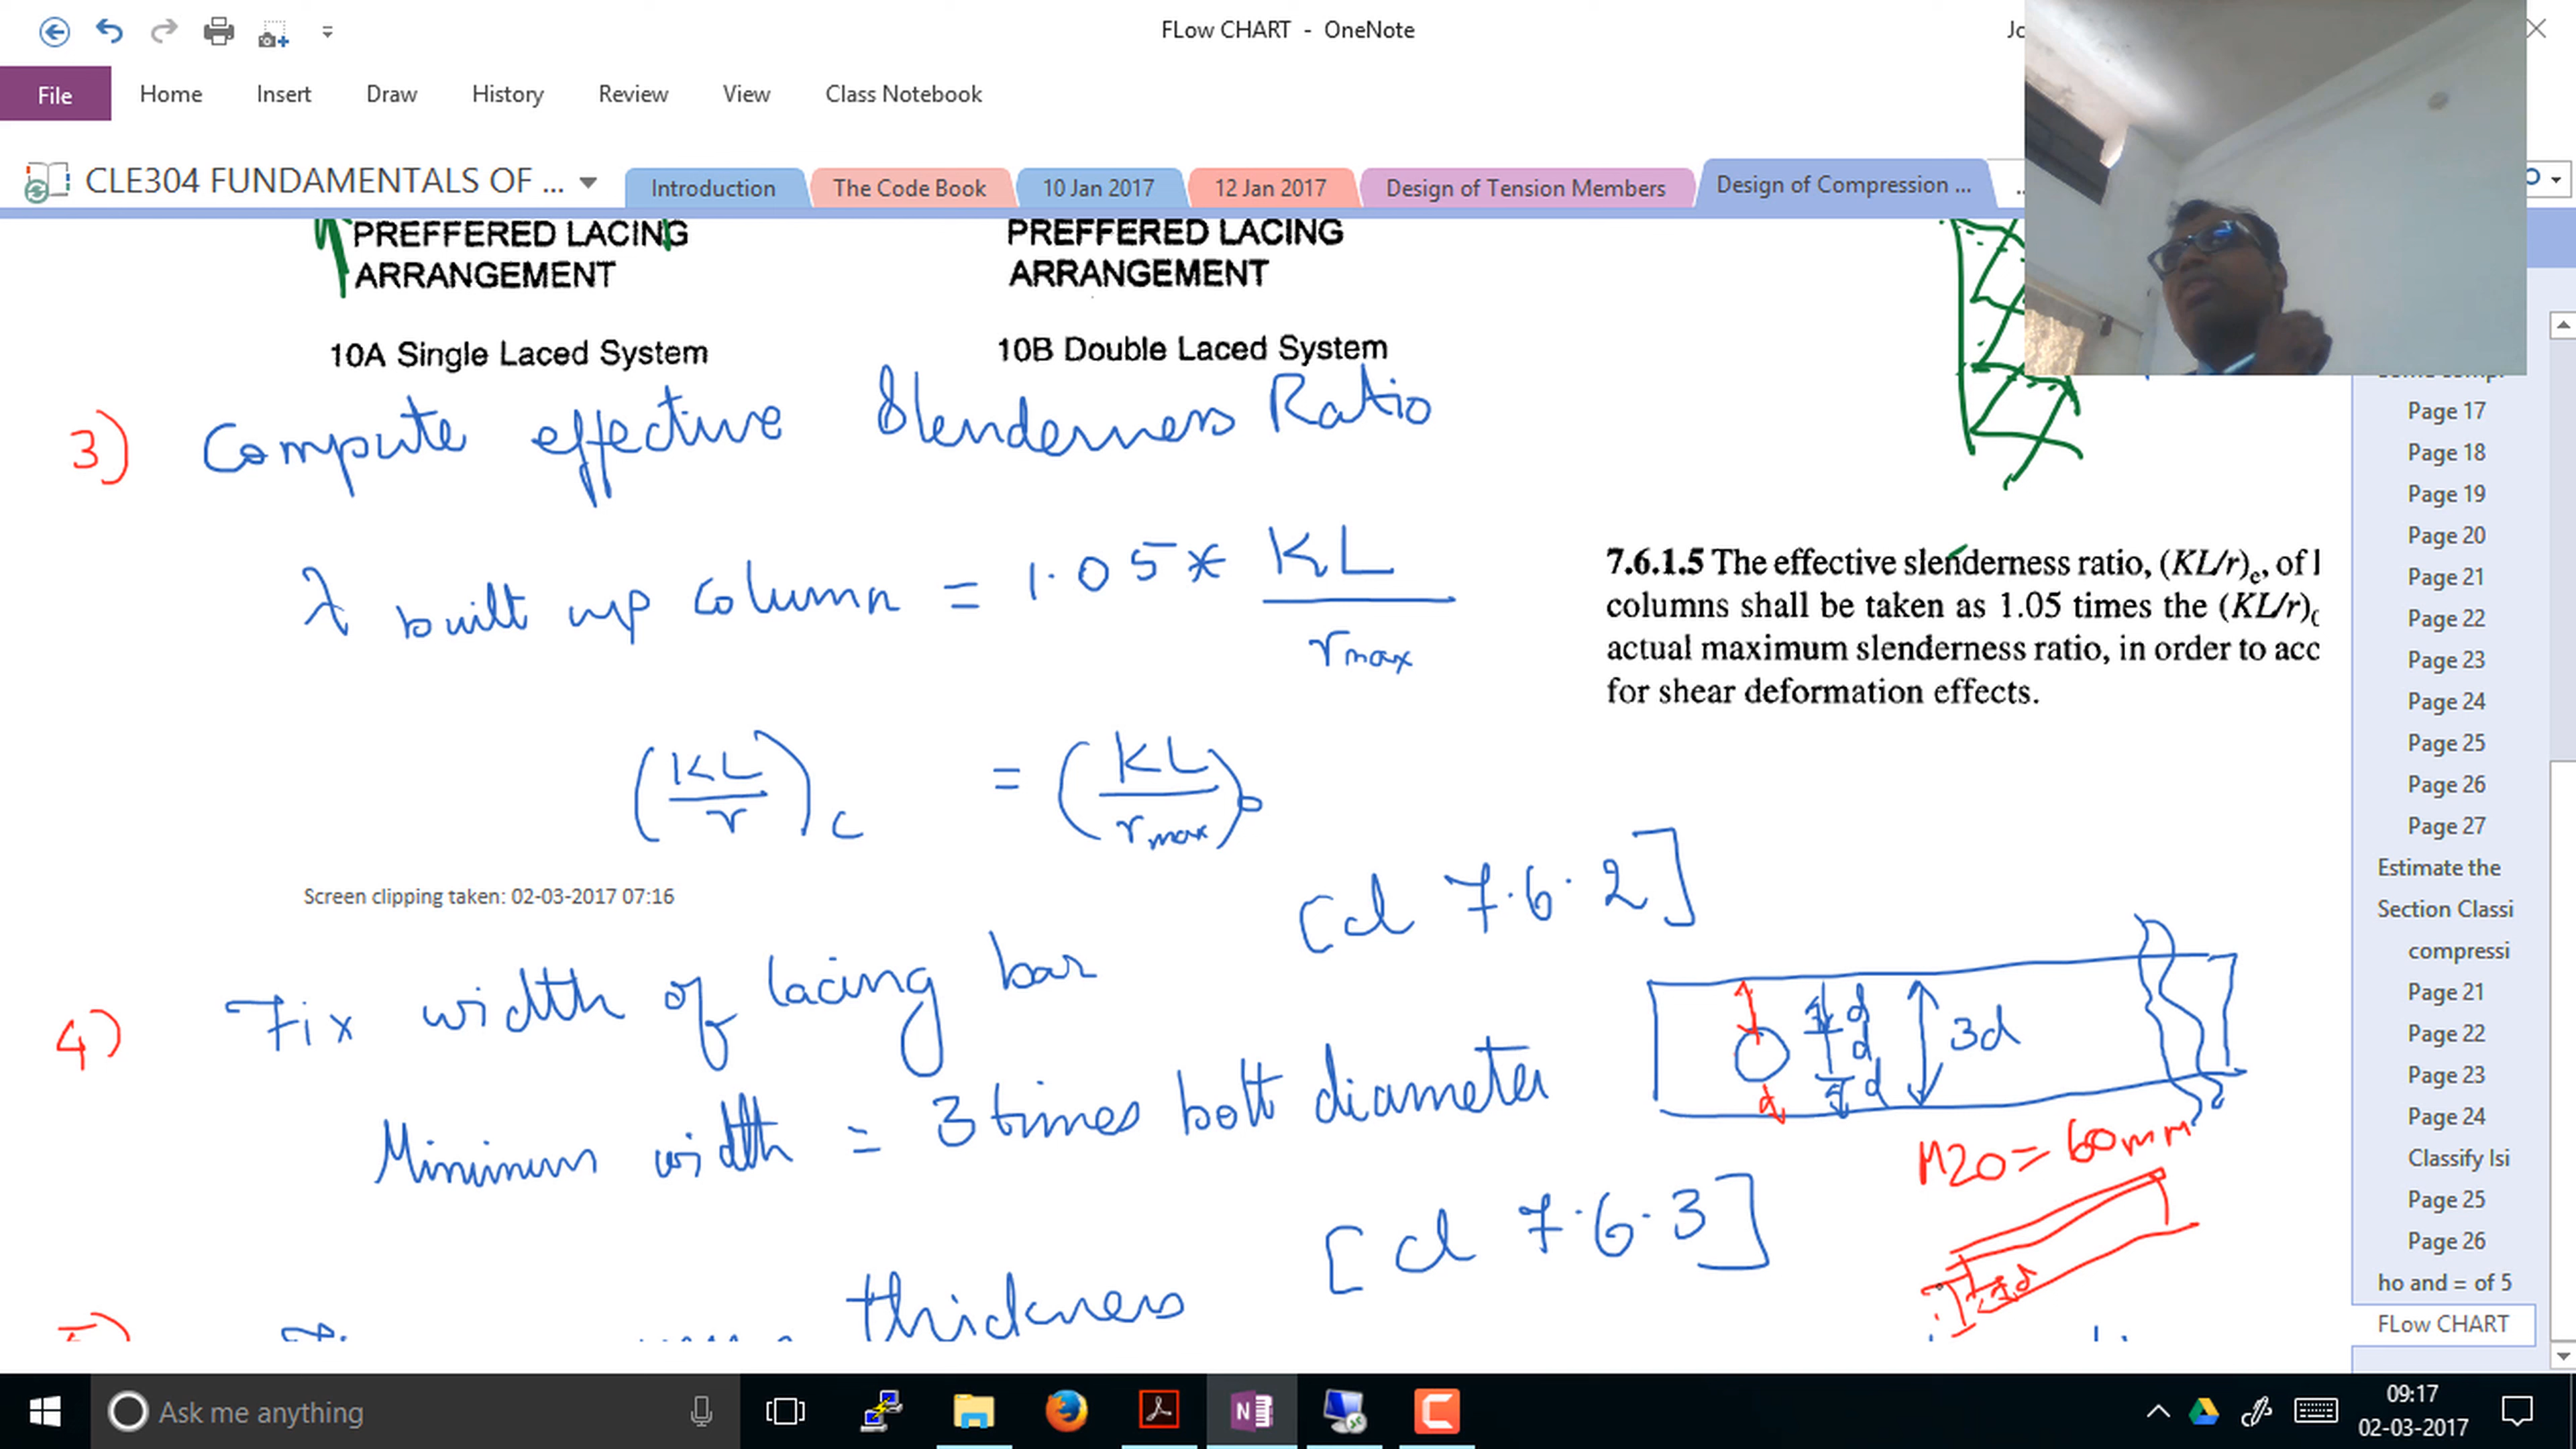 FLow CHART - OneNote
File Home Insert Draw History Review View Class Notebook
CLE304 FUNDAMENTALS OF ... Introduction The Code Book 10 Jan 2017 12 Jan 2017 Design of Tension Members Design of Compression ...
PREFFERED LACING
ARRANGEMENT
PREFFERED LACING
ARRANGEMENT
10A Single Laced System
10B Double Laced System
3) Compute effective Slenderness Ratio
λ built up column = 1.05 * KL / rmax
7.6.1.5 The effective slenderness ratio, (KL/r)e, of l
columns shall be taken as 1.05 times the (KL/r)
actual maximum slenderness ratio, in order to acc
for shear deformation effects.
(KL/r)c = (KL/rmax)o
Screen clipping taken: 02-03-2017 07:16
[cl 7.6.2]
4) Fix width of lacing bar
d
d
d
3d
Minimum width = 3 times bolt diameter
M20 = 60mm
[cl 7.6.3]
thickness
Page 17
Page 18
Page 19
Page 20
Page 21
Page 22
Page 23
Page 24
Page 25
Page 26
Page 27
Estimate the
Section Classi
compressi
Page 21
Page 22
Page 23
Page 24
Classify Isi
Page 25
Page 26
ho and = of 5
FLow CHART
Ask me anything
09:17
02-03-2017